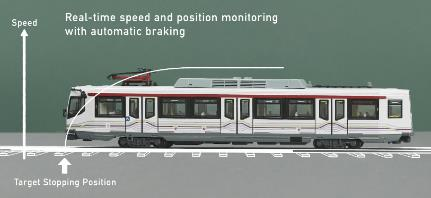 Real-time speed and position monitoring
with automatic braking
Speed
Target Stopping Position